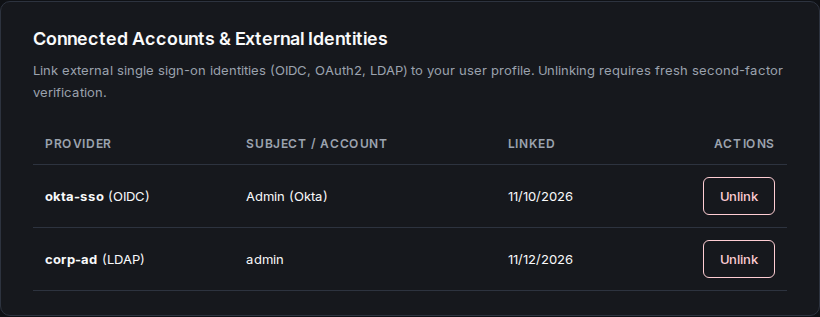 Connected Accounts & External Identities
Link external single sign-on identities (OIDC, OAuth2, LDAP) to your user profile. Unlinking requires fresh second-factor
verification.
PROVIDER SUBJECT / ACCOUNT LINKED ACTIONS
okta-sso (OIDC) Admin (Okta) 11/10/2026 Unlink
corp-ad (LDAP) admin 11/12/2026 Unlink